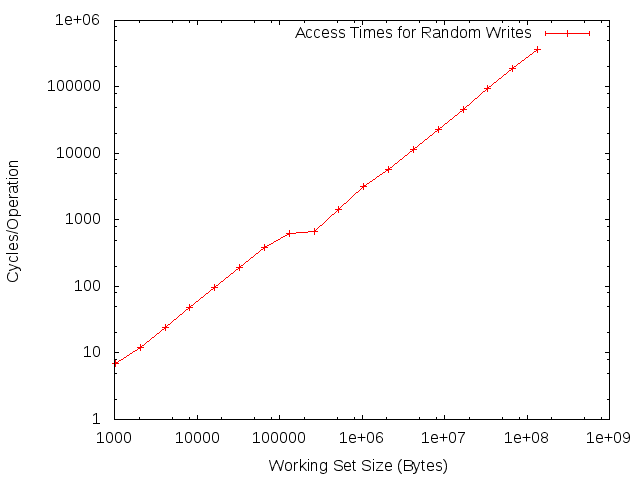 1e+06
Access Times for Random Writes
100000
10000
1000
100
10
1
Cycles/Operation
1000 10000 100000 1e+06 1e+07 1e+08 1e+09
Working Set Size (Bytes)